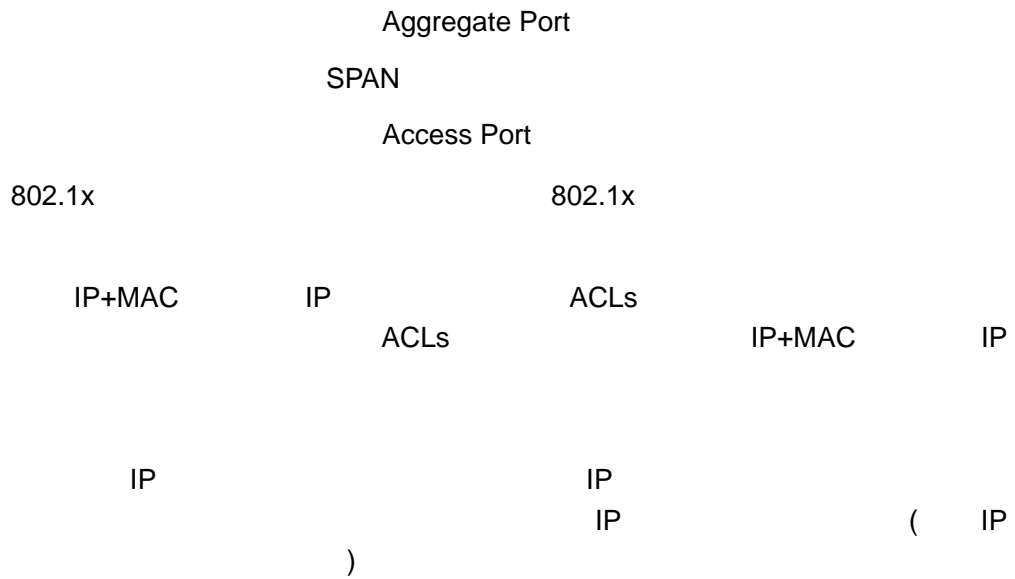 Aggregate Port
SPAN
Access Port
802.1x 802.1x
IP+MAC IP ACLs
ACLs IP+MAC IP
IP IP
IP ( IP
)